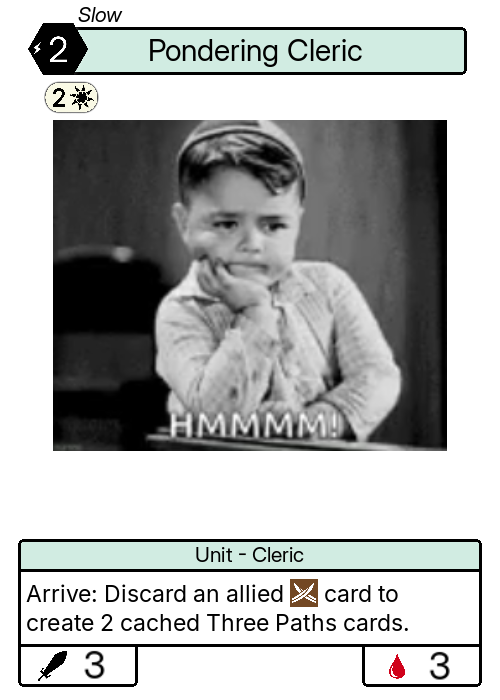 Slow
2 Pondering Cleric
2
HMMMM!
Unit - Cleric
Arrive: Discard an allied card to
create 2 cached Three Paths cards.
3 3